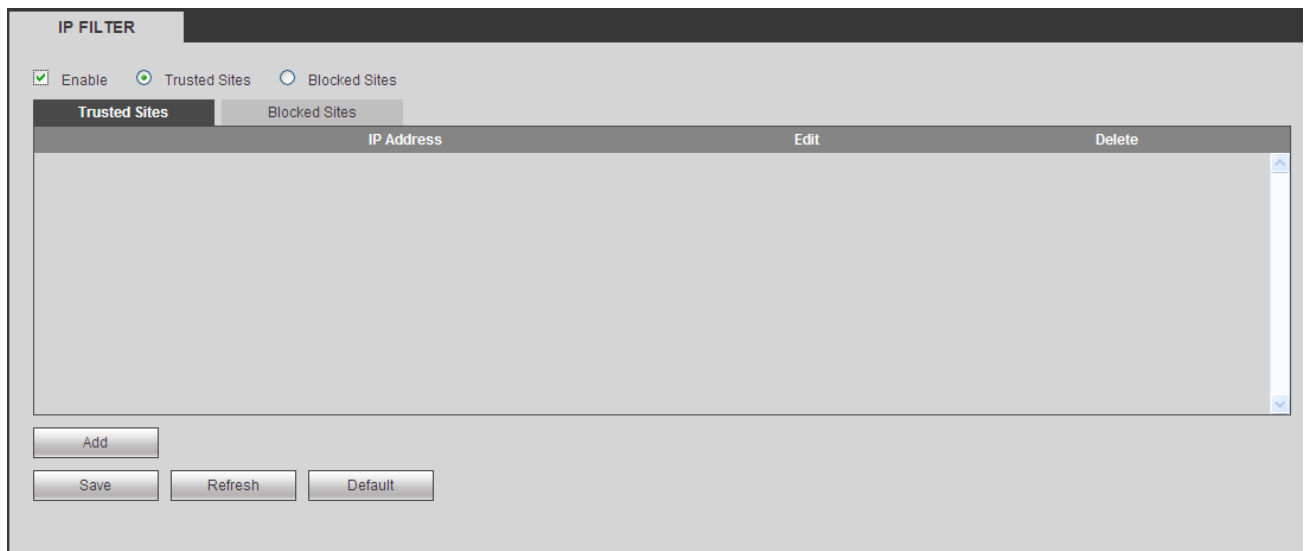 IP FILTER
Enable Trusted Sites Blocked Sites
Trusted Sites Blocked Sites
IP Address Edit Delete
Add
Save Refresh Default